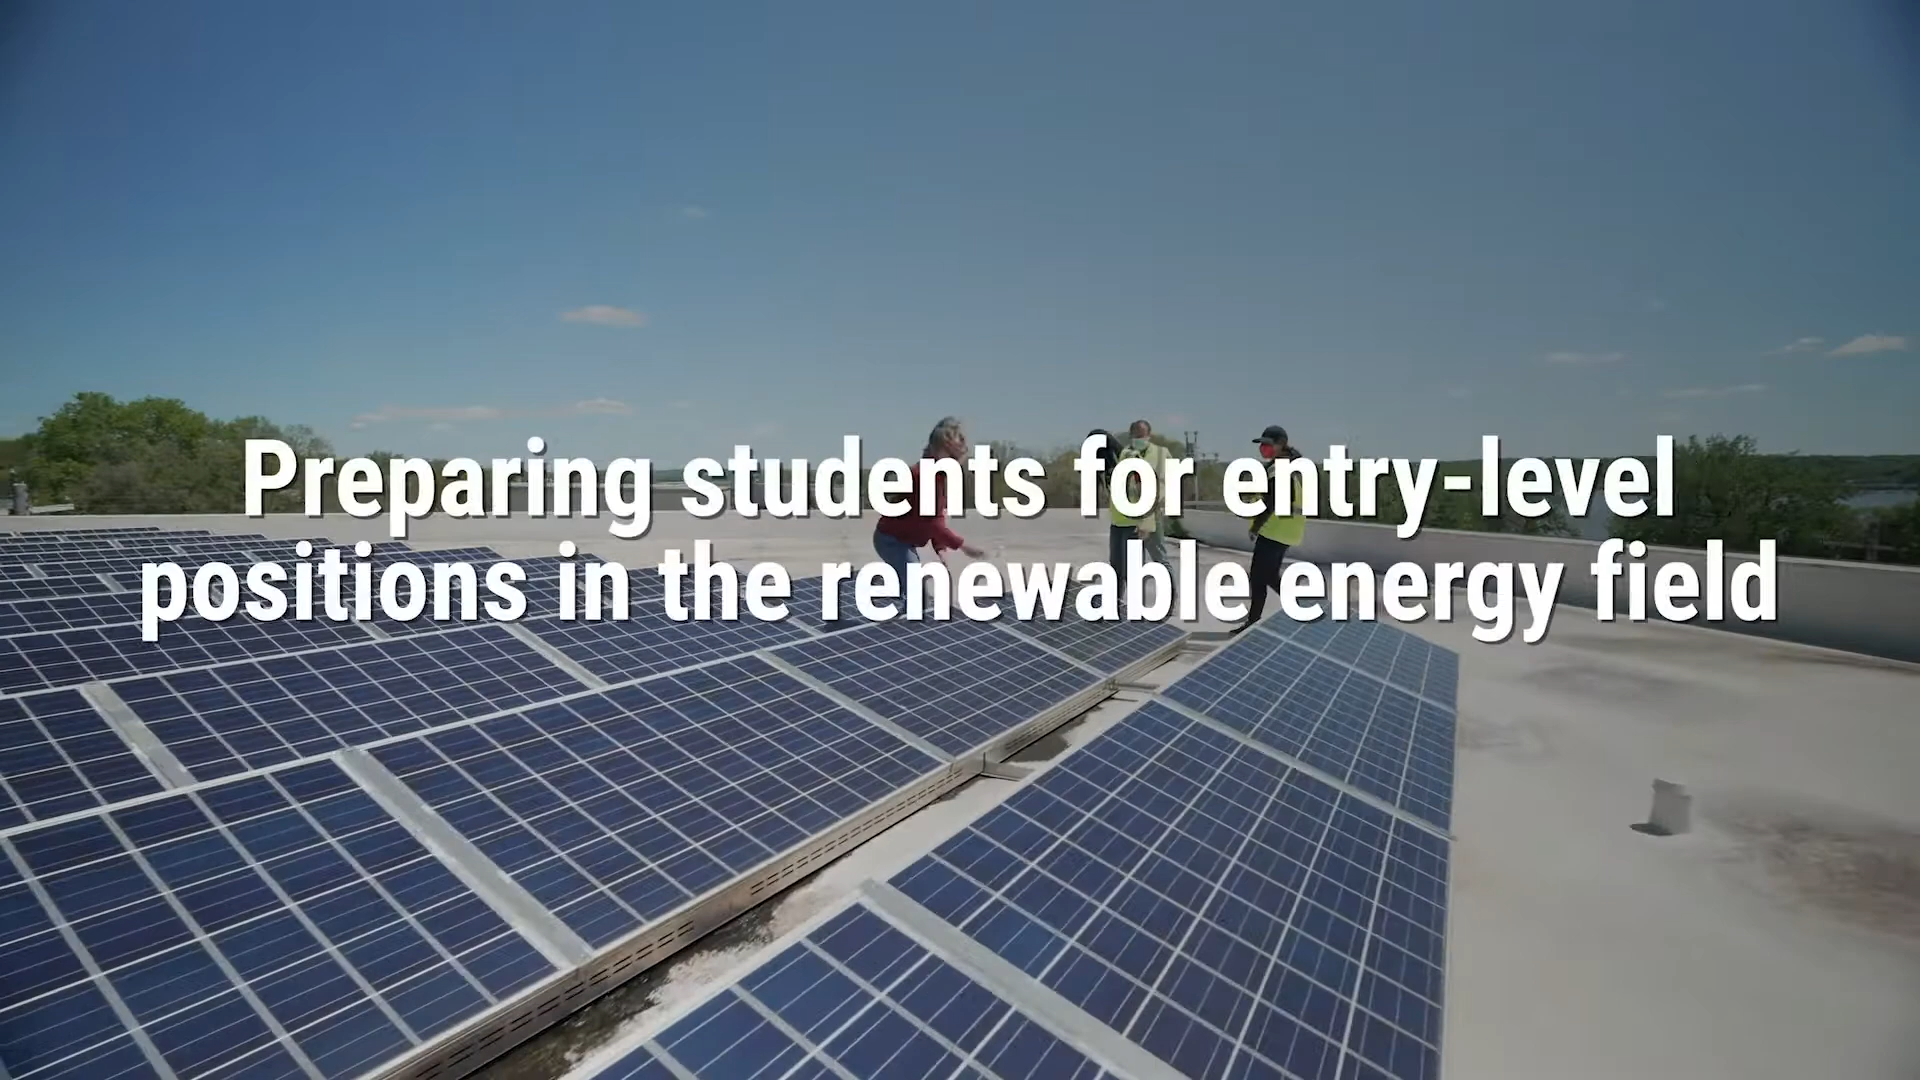 Preparing students for entry-level
positions in the renewable energy field